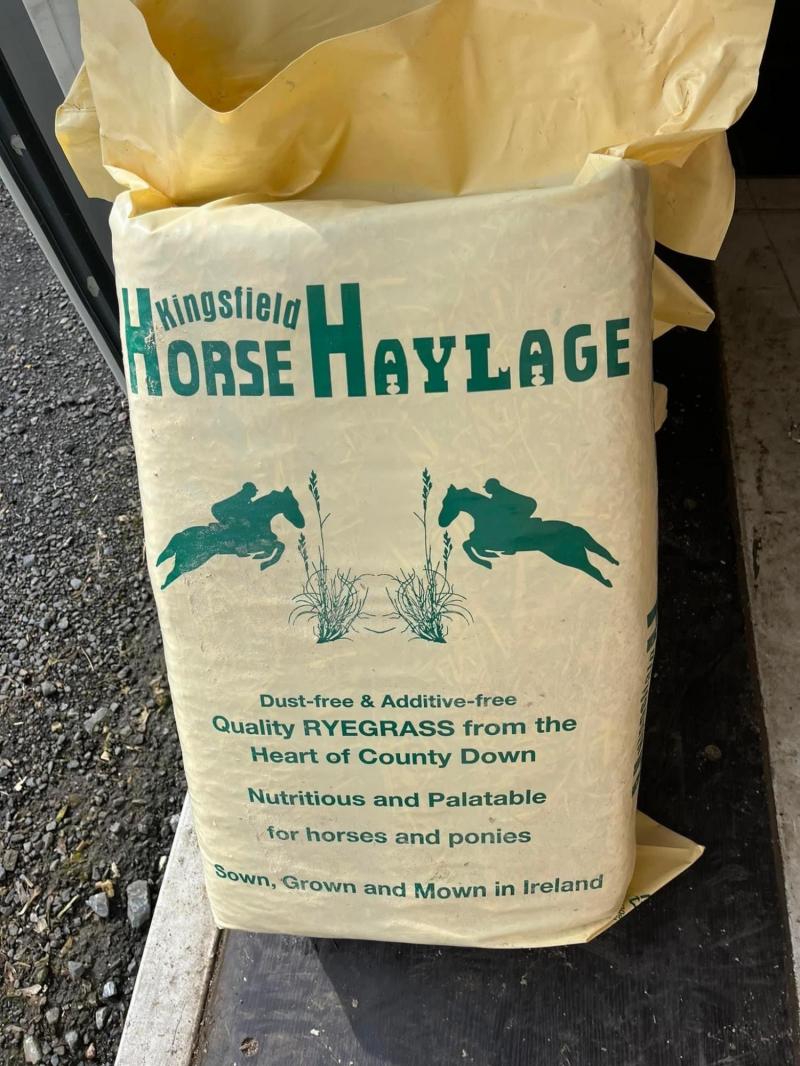 Kingsfield
HORSE HAYLAGE
Dust-free & Additive-free
Quality RYEGRASS from the
Heart of County Down
Nutritious and Palatable
for horses and ponies
Sown, Grown and Mown in Ireland